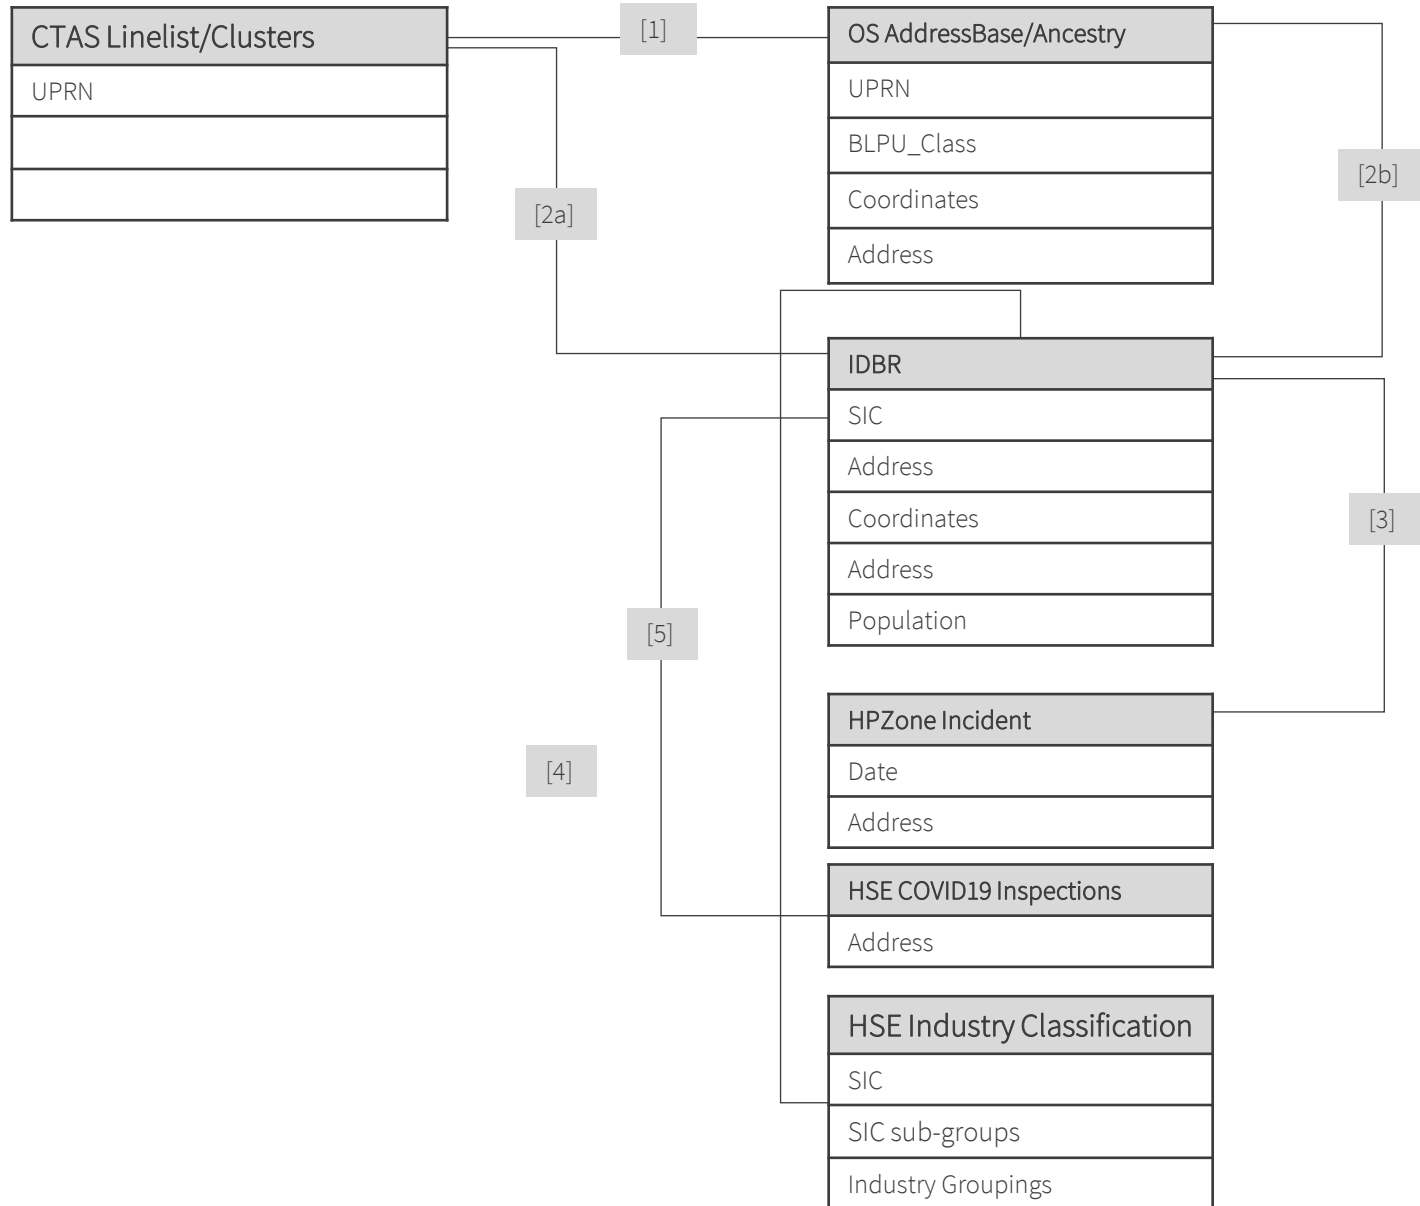 CTAS Linelist/Clusters
UPRN
[1]
[2a]
OS AddressBase/Ancestry
UPRN
BLPU_Class
Coordinates
Address
[2b]
IDBR
SIC
Address
Coordinates
Address
Population
[3]
[5]
[4]
HPZone Incident
Date
Address
HSE COVID19 Inspections
Address
HSE Industry Classification
SIC
SIC sub-groups
Industry Groupings